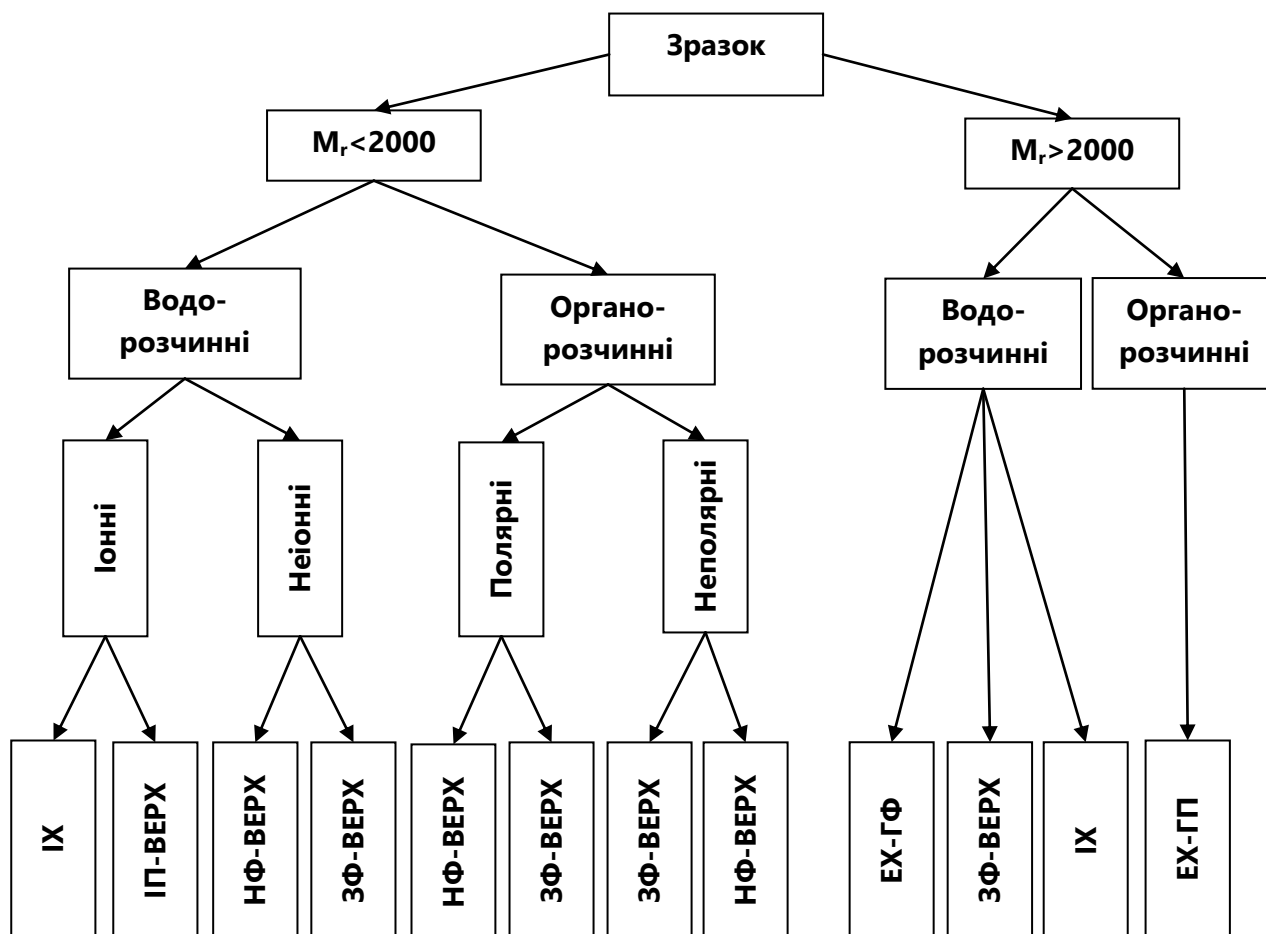 Зразок
Mᵣ<2000
Mᵣ>2000
Водо-
розчинні
Органо-
розчинні
Водо-
розчинні
Органо-
розчинні
Іонні
Неіонні
Полярні
Неполярні
ІХ
ІП-ВЕРХ
НФ-ВЕРХ
ЗФ-ВЕРХ
НФ-ВЕРХ
ЗФ-ВЕРХ
ЗФ-ВЕРХ
НФ-ВЕРХ
ЕХ-ГФ
ЗФ-ВЕРХ
ІХ
ЕХ-ГП